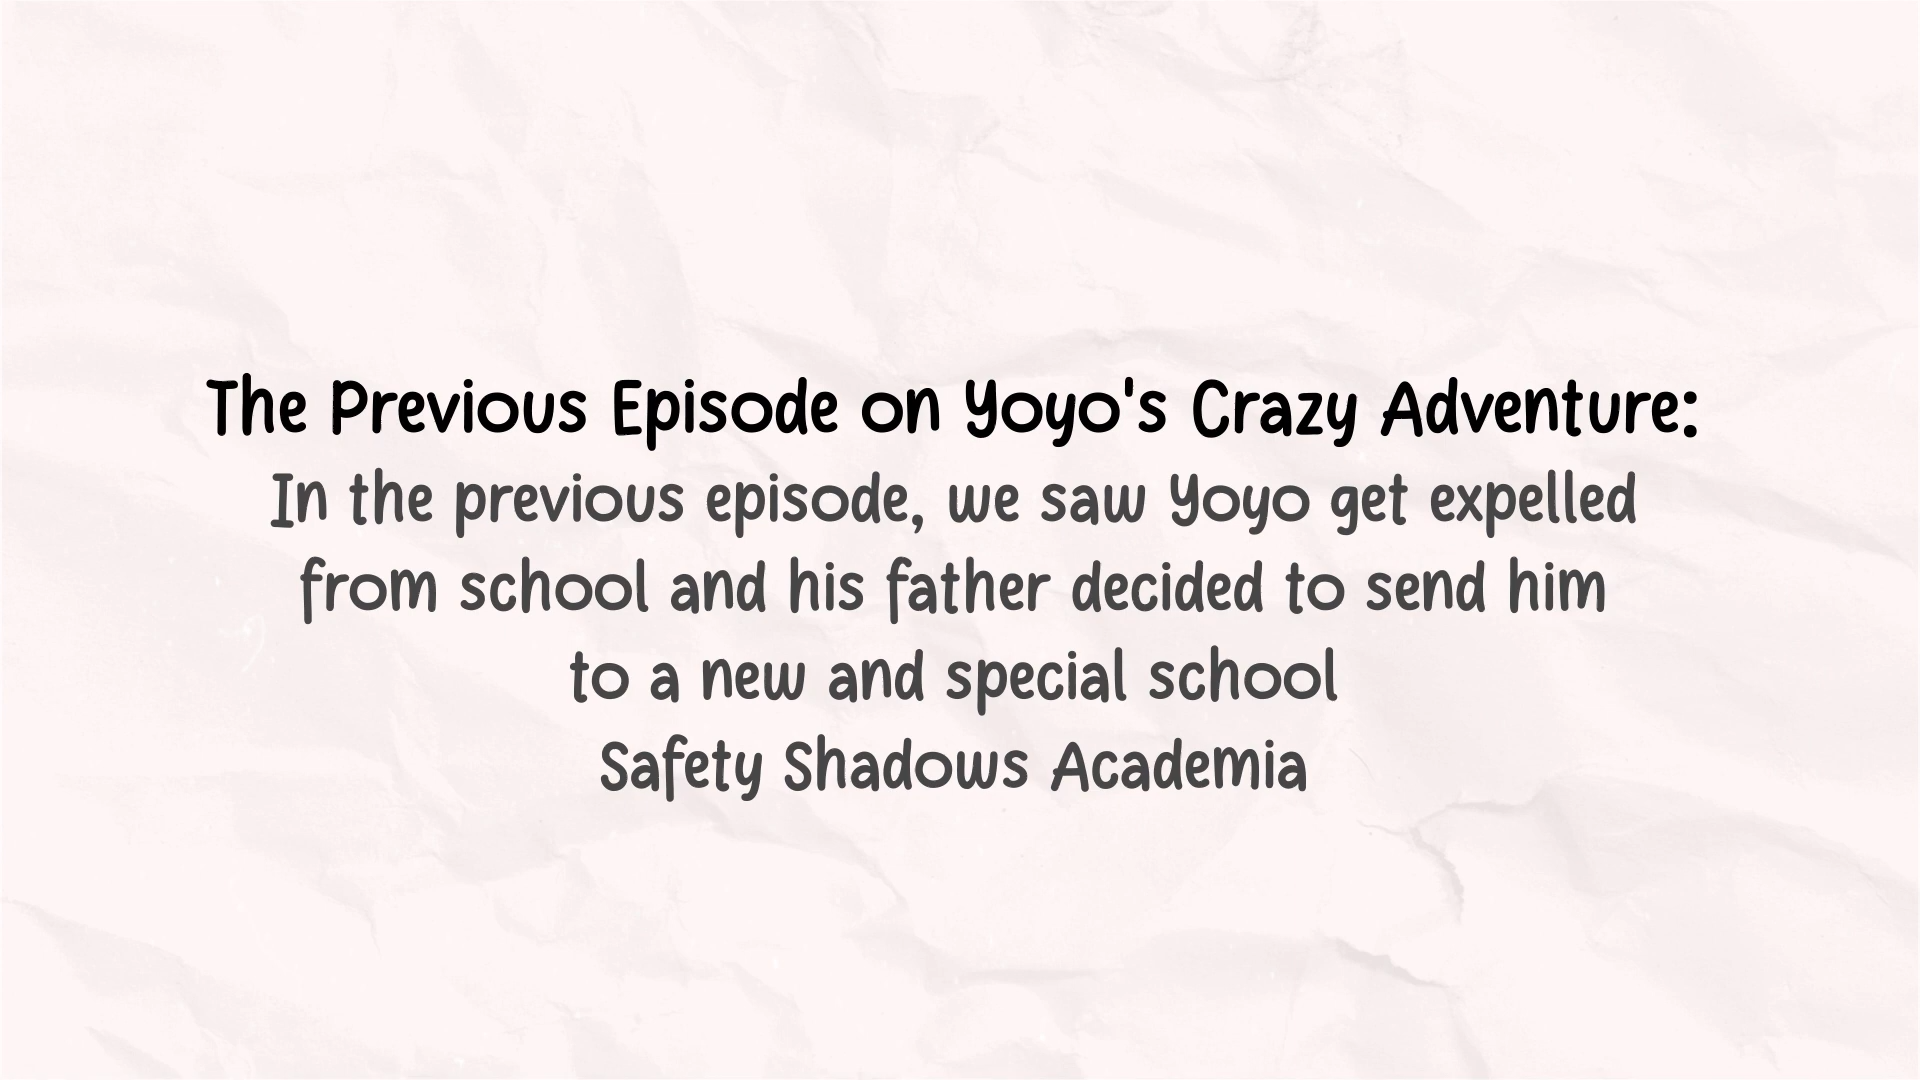 The Previous Episode on Yoyo's Crazy Adventure:
In the previous episode, we saw Yoyo get expelled
from school and his father decided to send him
to a new and special school
Safety Shadows Academia